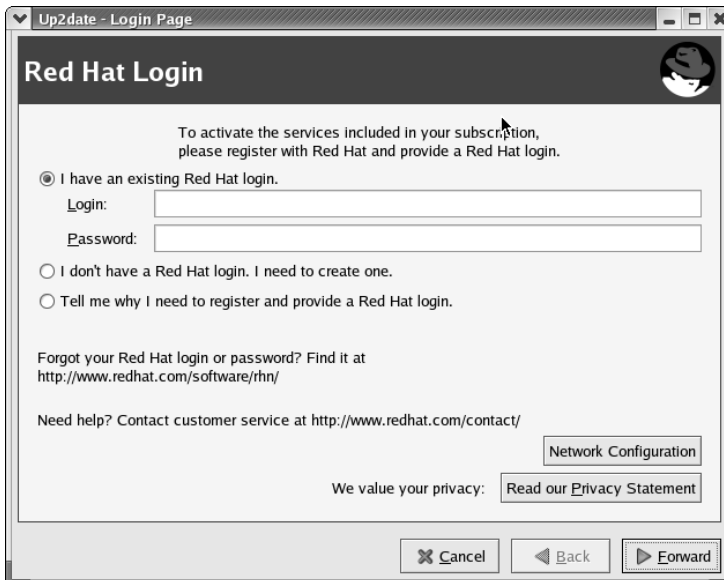 Up2date - Login Page
Red Hat Login
To activate the services included in your subscription,
please register with Red Hat and provide a Red Hat login.
I have an existing Red Hat login.
Login:
Password:
I don't have a Red Hat login. I need to create one.
Tell me why I need to register and provide a Red Hat login.
Forgot your Red Hat login or password? Find it at
http://www.redhat.com/software/rhn/
Need help? Contact customer service at http://www.redhat.com/contact/
Network Configuration
We value your privacy: Read our Privacy Statement
Cancel Back Forward